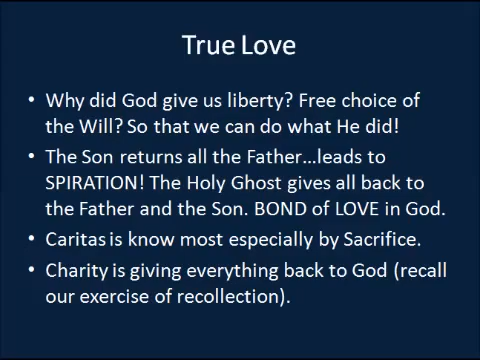 True Love
• Why did God give us liberty? Free choice of
the Will? So that we can do what He did!
• The Son returns all the Father…leads to
SPIRATION! The Holy Ghost gives all back to
the Father and the Son. BOND of LOVE in God.
• Caritas is know most especially by Sacrifice.
• Charity is giving everything back to God (recall
our exercise of recollection).